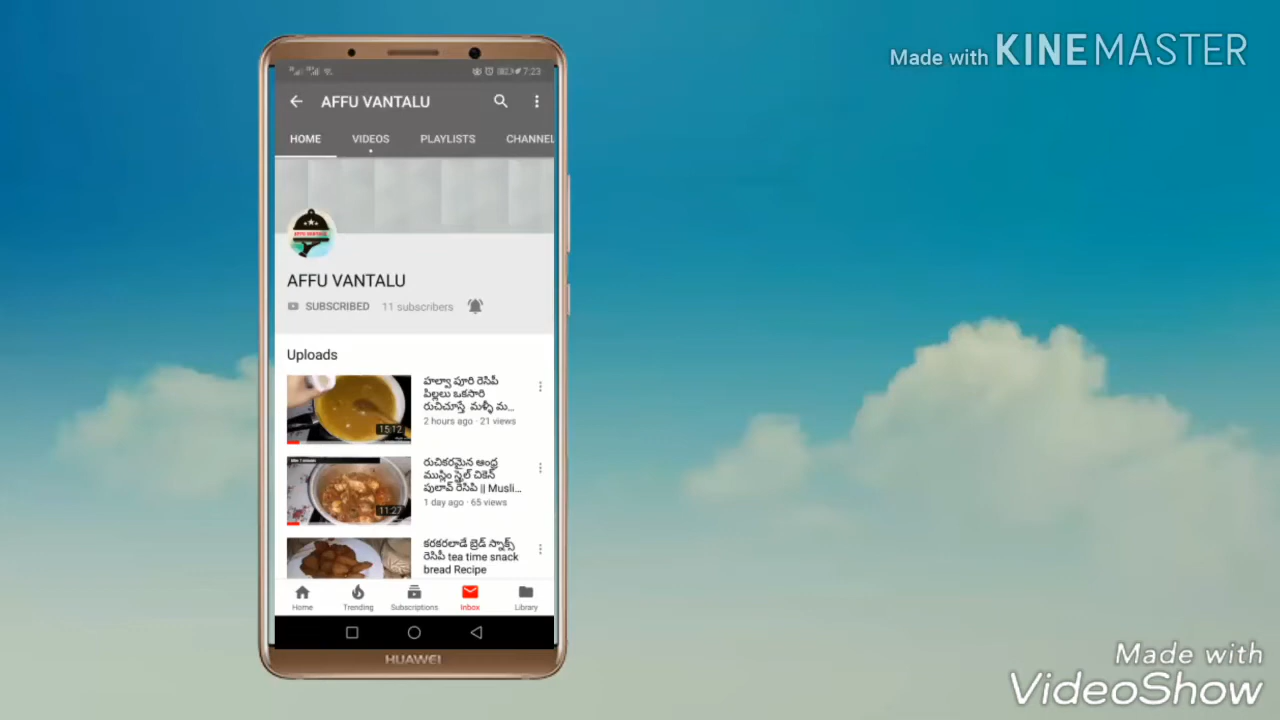 Made with KINEMASTER
7:23
AFFU VANTALU
HOME VIDEOS PLAYLISTS CHANNEL
AFFU VANTALU
SUBSCRIBED 11 subscribers
Uploads
హల్వా పూరి రెసిపీ
పిల్లలు ఒకసారి
రుచిచూస్తే మళ్ళీ మ...
2 hours ago · 21 views
15:12
రుచికరమైన ఆంధ్ర
ముస్లిం స్టైల్ చికెన్
పులావ్ రెసిపి || Musli...
1 day ago · 65 views
11:27
కరకరలాడే బ్రెడ్ స్నాక్స్
రెసిపీ tea time snack
bread Recipe
Home Trending Subscriptions Inbox Library
HUAWEI
Made with
VideoShow